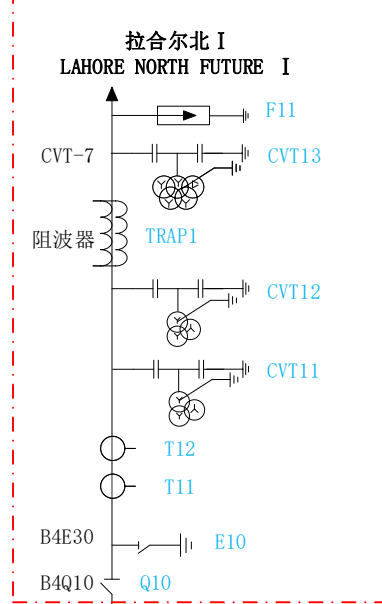 拉合尔北Ⅰ
LAHORE NORTH FUTURE Ⅰ
F11
CVT-7 CVT13
阻波器 TRAP1
CVT12
CVT11
T12
T11
B4E30 E10
B4Q10 Q10